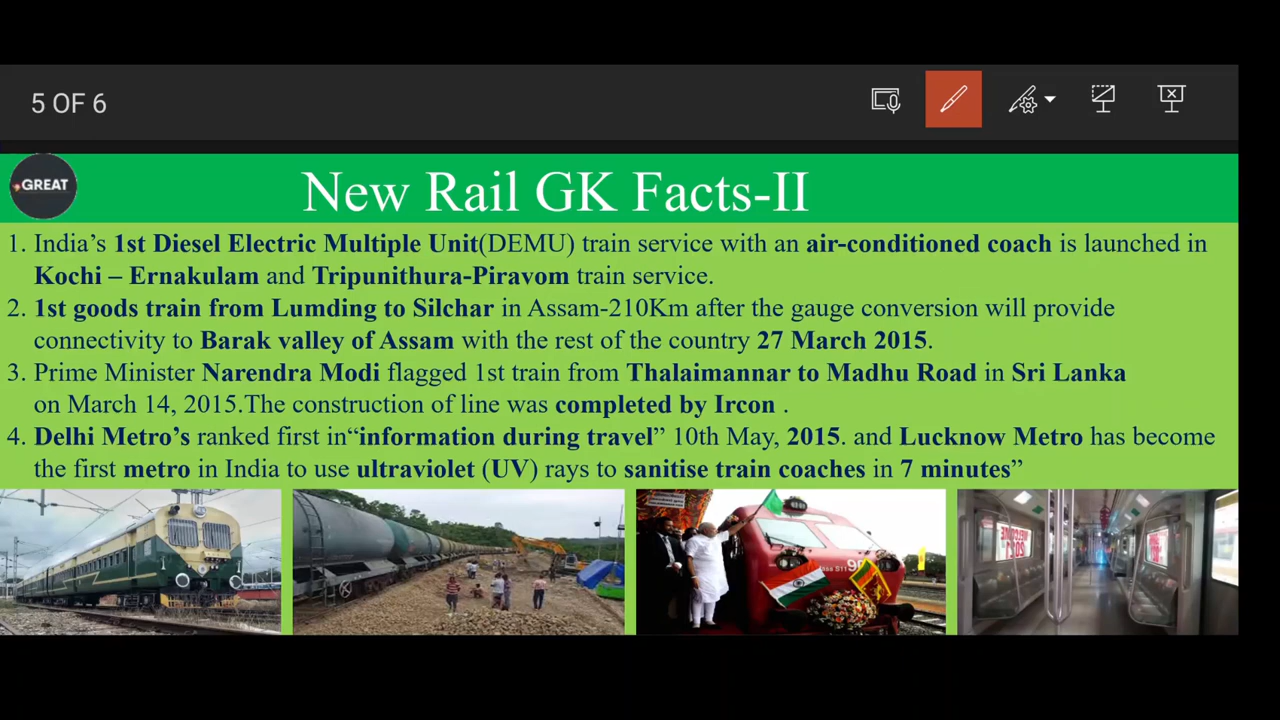 5 OF 6
GREAT
New Rail GK Facts-II
1. India’s 1st Diesel Electric Multiple Unit(DEMU) train service with an air-conditioned coach is launched in
Kochi – Ernakulam and Tripunithura-Piravom train service.
2. 1st goods train from Lumding to Silchar in Assam-210Km after the gauge conversion will provide
connectivity to Barak valley of Assam with the rest of the country 27 March 2015.
3. Prime Minister Narendra Modi flagged 1st train from Thalaimannar to Madhu Road in Sri Lanka
on March 14, 2015.The construction of line was completed by Ircon .
4. Delhi Metro’s ranked first in“information during travel” 10th May, 2015. and Lucknow Metro has become
the first metro in India to use ultraviolet (UV) rays to sanitise train coaches in 7 minutes”